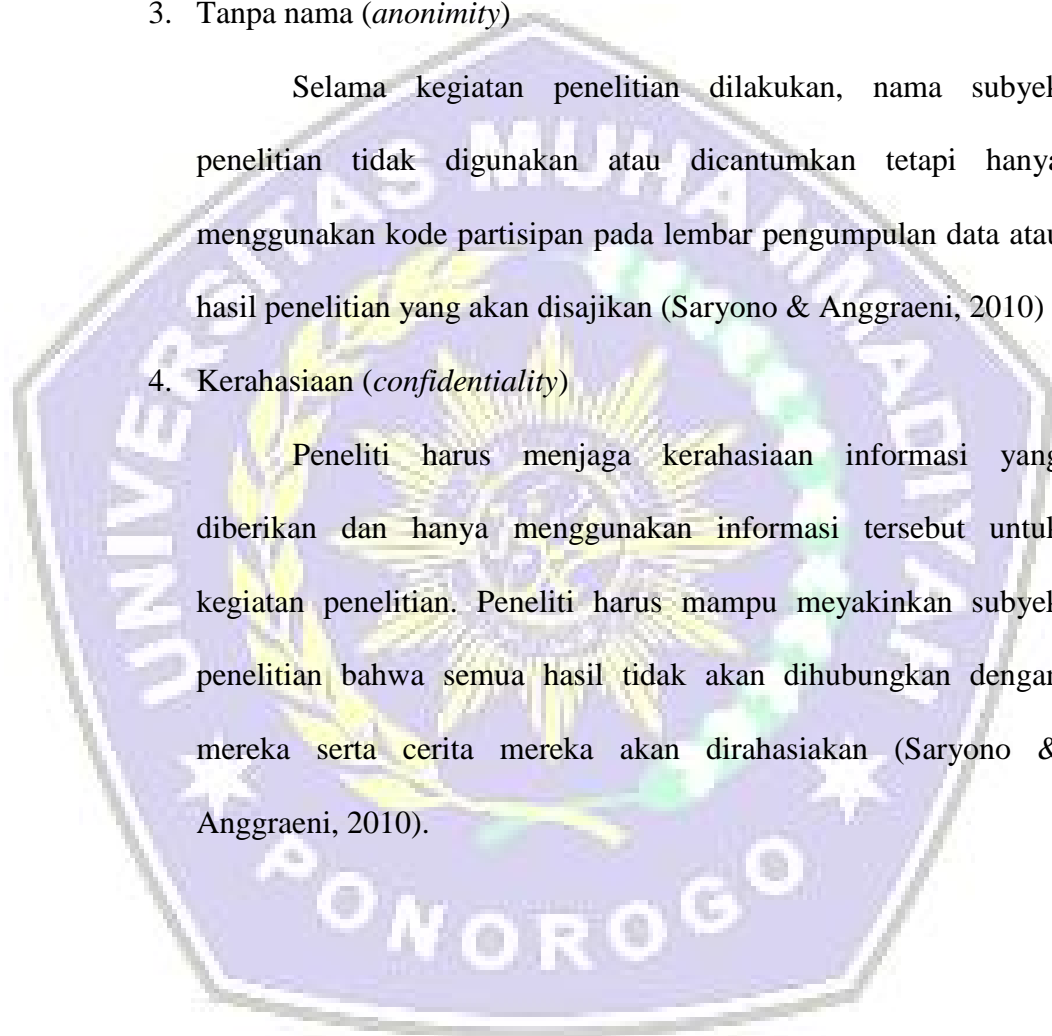 3. Tanpa nama (anonimity)
Selama kegiatan penelitian dilakukan, nama subyek
penelitian tidak digunakan atau dicantumkan tetapi hanya
menggunakan kode partisipan pada lembar pengumpulan data atau
hasil penelitian yang akan disajikan (Saryono & Anggraeni, 2010)
4. Kerahasiaan (confidentiality)
Peneliti harus menjaga kerahasiaan informasi yang
diberikan dan hanya menggunakan informasi tersebut untuk
kegiatan penelitian. Peneliti harus mampu meyakinkan subyek
penelitian bahwa semua hasil tidak akan dihubungkan dengan
mereka serta cerita mereka akan dirahasiakan (Saryono &
Anggraeni, 2010).
UNIVERSITAS MUHAMMADIYAH
PONOROGO